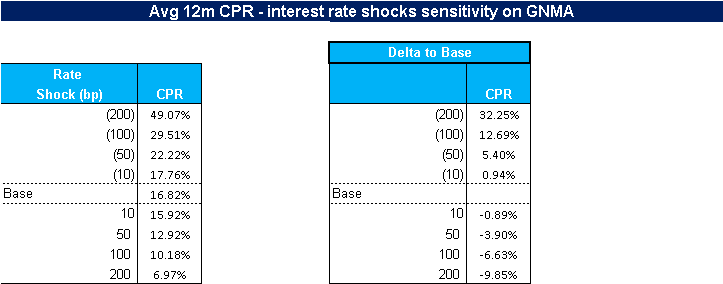 Avg 12m CPR - interest rate shocks sensitivity on GNMA
Delta to Base
Rate
Shock (bp) CPR CPR
(200) 49.07% (200) 32.25%
(100) 29.51% (100) 12.69%
(50) 22.22% (50) 5.40%
(10) 17.76% (10) 0.94%
Base 16.82% Base
10 15.92% 10 -0.89%
50 12.92% 50 -3.90%
100 10.18% 100 -6.63%
200 6.97% 200 -9.85%